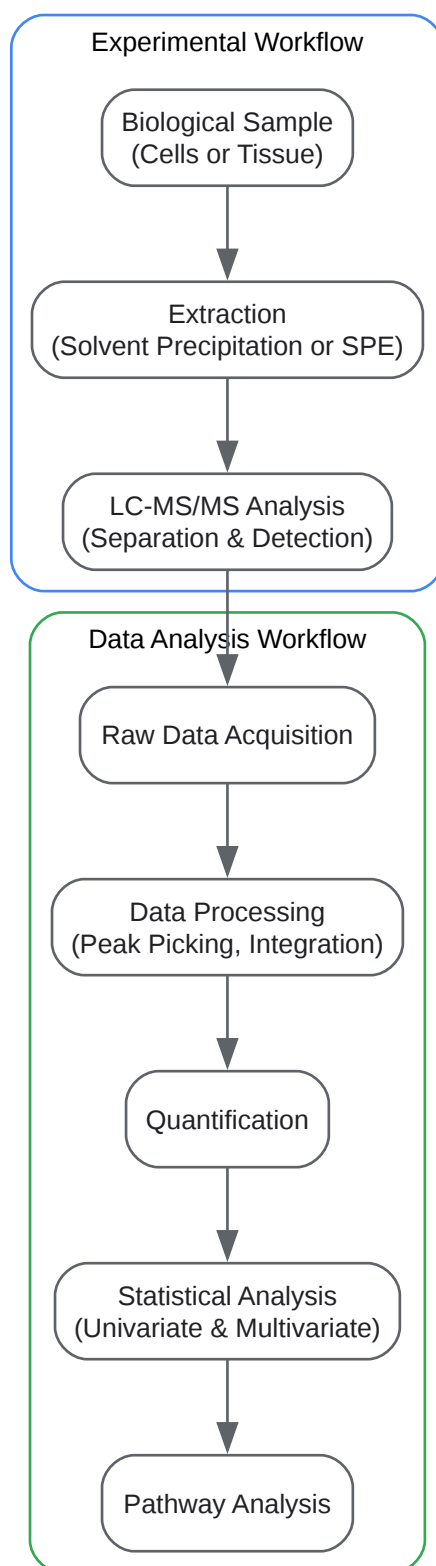 Experimental Workflow
Biological Sample
(Cells or Tissue)
Extraction
(Solvent Precipitation or SPE)
LC-MS/MS Analysis
(Separation & Detection)
Data Analysis Workflow
Raw Data Acquisition
Data Processing
(Peak Picking, Integration)
Quantification
Statistical Analysis
(Univariate & Multivariate)
Pathway Analysis